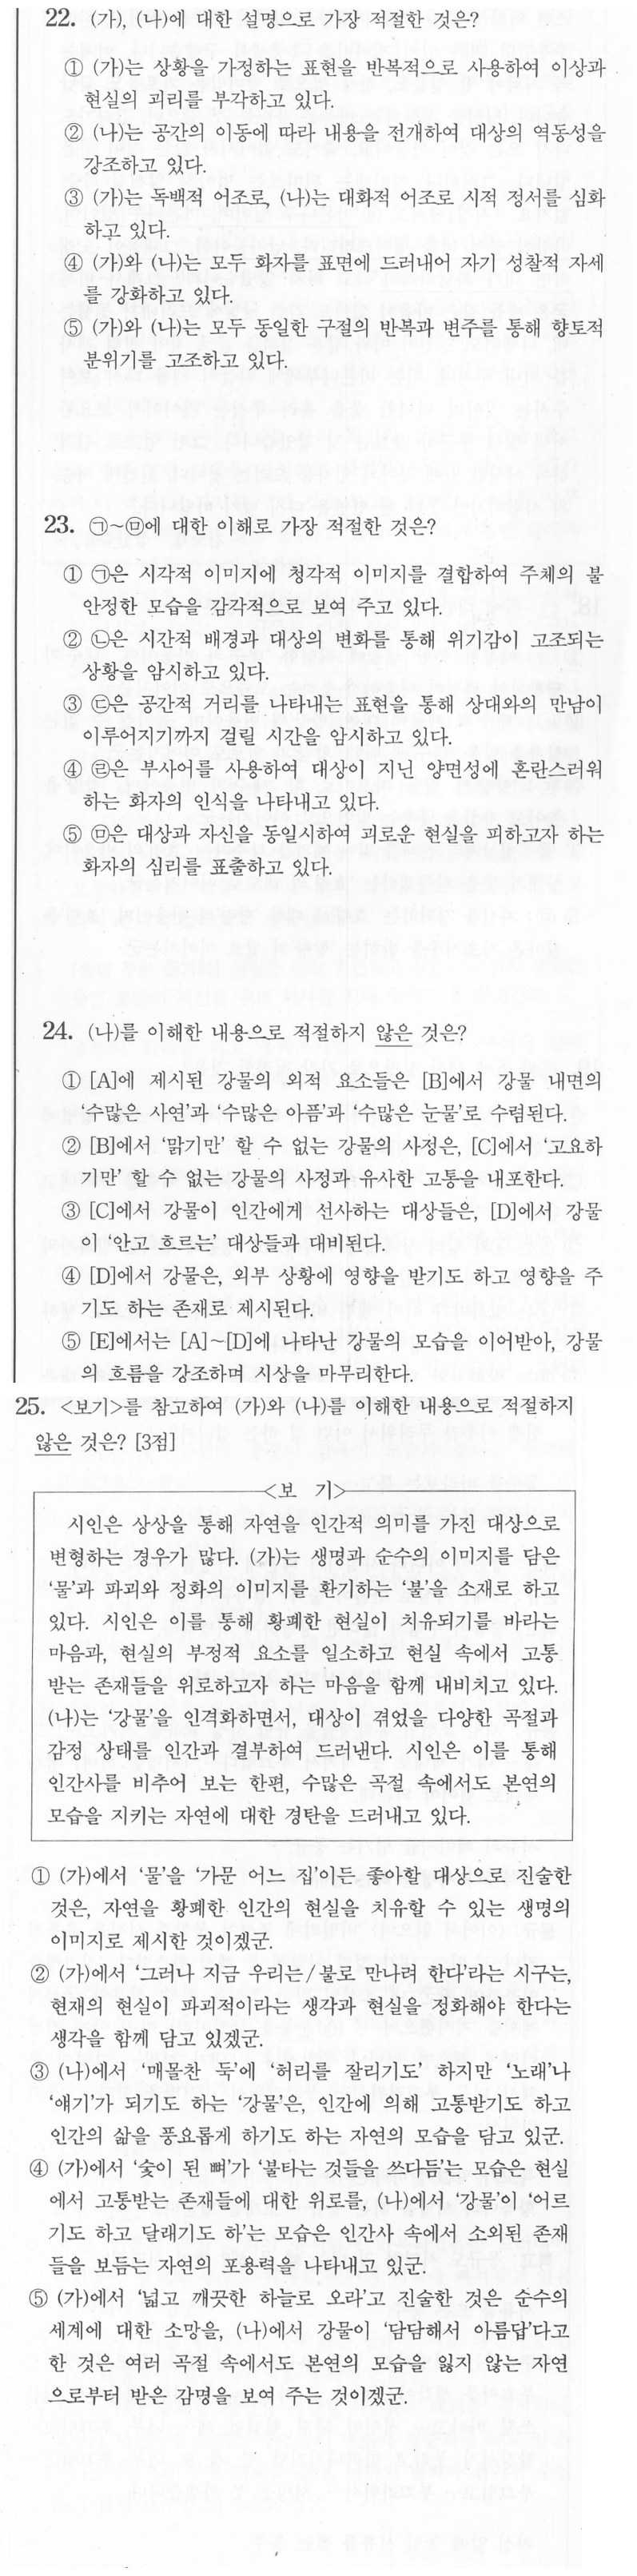 22. (가), (나)에 대한 설명으로 가장 적절한 것은?
① (가)는 상황을 가정하는 표현을 반복적으로 사용하여 이상과
현실의 괴리를 부각하고 있다.
② (나)는 공간의 이동에 따라 내용을 전개하여 대상의 역동성을
강조하고 있다.
③ (가)는 독백적 어조로, (나)는 대화적 어조로 시적 정서를 심화
하고 있다.
④ (가)와 (나)는 모두 화자를 표면에 드러내어 자기 성찰적 자세
를 강화하고 있다.
⑤ (가)와 (나)는 모두 동일한 구절의 반복과 변주를 통해 향토적
분위기를 고조하고 있다.
23. ㉠~㉤에 대한 이해로 가장 적절한 것은?
① ㉠은 시각적 이미지에 청각적 이미지를 결합하여 주체의 불
안정한 모습을 감각적으로 보여 주고 있다.
② ㉡은 시간적 배경과 대상의 변화를 통해 위기감이 고조되는
상황을 암시하고 있다.
③ ㉢은 공간적 거리를 나타내는 표현을 통해 상대와의 만남이
이루어지기까지 걸릴 시간을 암시하고 있다.
④ ㉣은 부사어를 사용하여 대상이 지닌 양면성에 혼란스러워
하는 화자의 인식을 나타내고 있다.
⑤ ㉤은 대상과 자신을 동일시하여 괴로운 현실을 피하고자 하는
화자의 심리를 표출하고 있다.
24. (나)를 이해한 내용으로 적절하지 않은 것은?
① [A]에 제시된 강물의 외적 요소들은 [B]에서 강물 내면의
‘수많은 사연’과 ‘수많은 아픔’과 ‘수많은 눈물’로 수렴된다.
② [B]에서 ‘맑기만’ 할 수 없는 강물의 사정은, [C]에서 ‘고요하
기만’ 할 수 없는 강물의 사정과 유사한 고통을 내포한다.
③ [C]에서 강물이 인간에게 선사하는 대상들은, [D]에서 강물
이 ‘안고 흐르는’ 대상들과 대비된다.
④ [D]에서 강물은, 외부 상황에 영향을 받기도 하고 영향을 주
기도 하는 존재로 제시된다.
⑤ [E]에서는 [A]~[D]에 나타난 강물의 모습을 이어받아, 강물
의 흐름을 강조하며 시상을 마무리한다.
25. <보기>를 참고하여 (가)와 (나)를 이해한 내용으로 적절하지
않은 것은? [3점]
<보 기>
시인은 상상을 통해 자연을 인간적 의미를 가진 대상으로
변형하는 경우가 많다. (가)는 생명과 순수의 이미지를 담은
‘물’과 파괴와 정화의 이미지를 환기하는 ‘불’을 소재로 하고
있다. 시인은 이를 통해 황폐한 현실이 치유되기를 바라는
마음과, 현실의 부정적 요소를 일소하고 현실 속에서 고통
받는 존재들을 위로하고자 하는 마음을 함께 내비치고 있다.
(나)는 ‘강물’을 인격화하면서, 대상이 겪었을 다양한 곡절과
감정 상태를 인간과 결부하여 드러낸다. 시인은 이를 통해
인간사를 비추어 보는 한편, 수많은 곡절 속에서도 본연의
모습을 지키는 자연에 대한 경탄을 드러내고 있다.
① (가)에서 ‘물’을 ‘가문 어느 집’이든 좋아할 대상으로 진술한
것은, 자연을 황폐한 인간의 현실을 치유할 수 있는 생명의
이미지로 제시한 것이겠군.
② (가)에서 ‘그러나 지금 우리는/불로 만나려 한다’라는 시구는,
현재의 현실이 파괴적이라는 생각과 현실을 정화해야 한다는
생각을 함께 담고 있겠군.
③ (나)에서 ‘매몰찬 둑’에 ‘허리를 잘리기도’ 하지만 ‘노래’나
‘얘기’가 되기도 하는 ‘강물’은, 인간에 의해 고통받기도 하고
인간의 삶을 풍요롭게 하기도 하는 자연의 모습을 담고 있군.
④ (가)에서 ‘숯이 된 뼈’가 ‘불타는 것들을 쓰다듬’는 모습은 현실
에서 고통받는 존재들에 대한 위로를, (나)에서 ‘강물’이 ‘어르
기도 하고 달래기도 하’는 모습은 인간사 속에서 소외된 존재
들을 보듬는 자연의 포용력을 나타내고 있군.
⑤ (가)에서 ‘넓고 깨끗한 하늘로 오라’고 진술한 것은 순수의
세계에 대한 소망을, (나)에서 강물이 ‘담담해서 아름답’다고
한 것은 여러 곡절 속에서도 본연의 모습을 잃지 않는 자연
으로부터 받은 감명을 보여 주는 것이겠군.